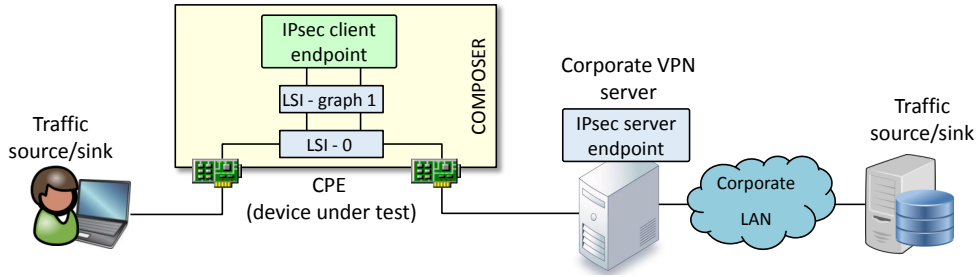 IPsec client
endpoint
COMPOSER
LSI - graph 1
LSI - 0
Traffic
source/sink
CPE
(device under test)
Corporate VPN
server
IPsec server
endpoint
Corporate
LAN
Traffic
source/sink